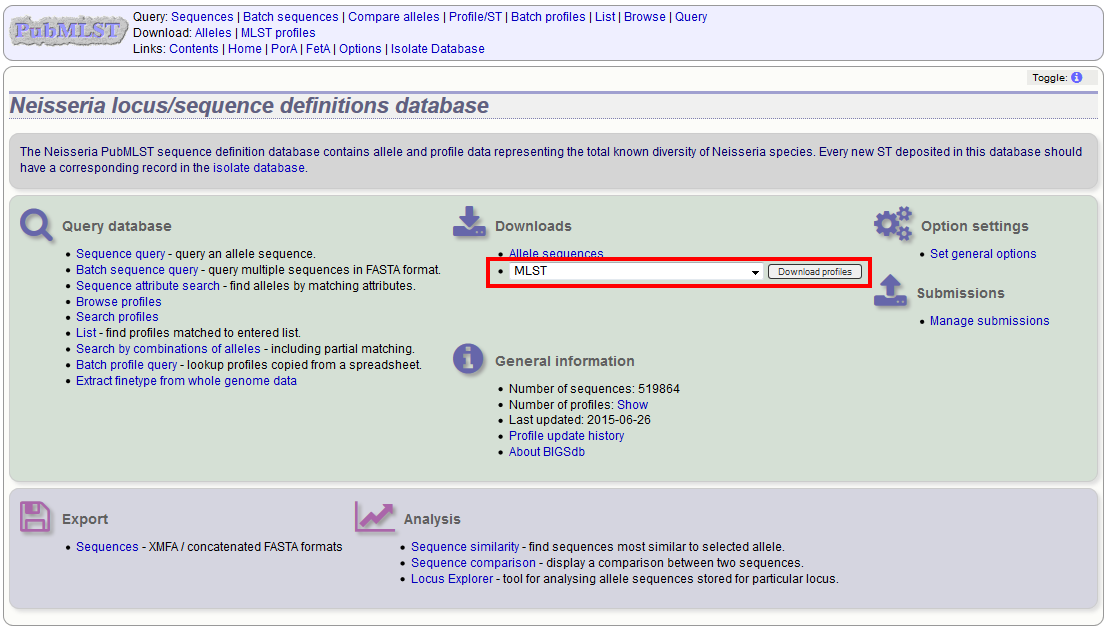 PubMLST
Query: Sequences | Batch sequences | Compare alleles | Profile/ST | Batch profiles | List | Browse | Query
Download: Alleles | MLST profiles
Links: Contents | Home | PorA | FetA | Options | Isolate Database
Toggle: i
Neisseria locus/sequence definitions database
The Neisseria PubMLST sequence definition database contains allele and profile data representing the total known diversity of Neisseria species. Every new ST deposited in this database should
have a corresponding record in the isolate database.
Query database
• Sequence query - query an allele sequence.
• Batch sequence query - query multiple sequences in FASTA format.
• Sequence attribute search - find alleles by matching attributes.
• Browse profiles
• Search profiles
• List - find profiles matched to entered list.
• Search by combinations of alleles - including partial matching.
• Batch profile query - lookup profiles copied from a spreadsheet.
• Extract finetype from whole genome data
Downloads
• Allele sequences
• MLST Download profiles
General information
• Number of sequences: 519864
• Number of profiles: Show
• Last updated: 2015-06-26
• Profile update history
• About BIGSdb
Option settings
• Set general options
Submissions
• Manage submissions
Export
• Sequences - XMFA / concatenated FASTA formats
Analysis
• Sequence similarity - find sequences most similar to selected allele.
• Sequence comparison - display a comparison between two sequences.
• Locus Explorer - tool for analysing allele sequences stored for particular locus.